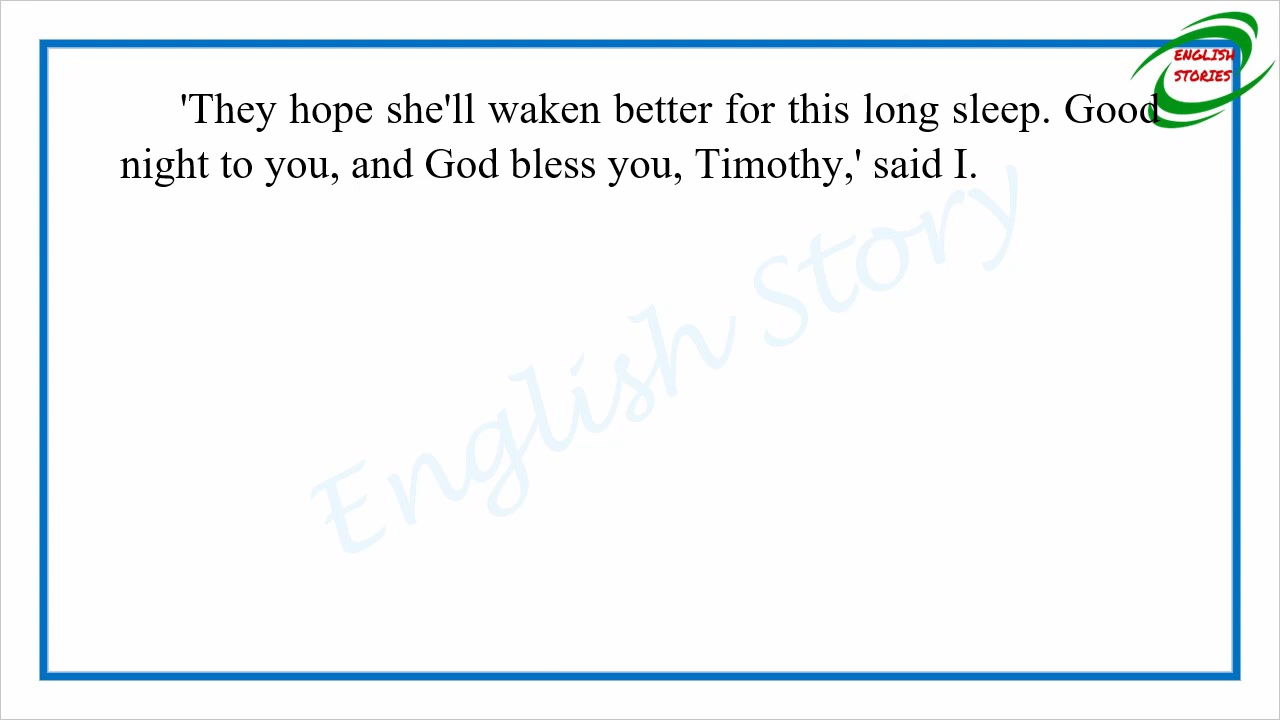 ENGLISH
STORIES
'They hope she'll waken better for this long sleep. Good
night to you, and God bless you, Timothy,' said I.
English Story